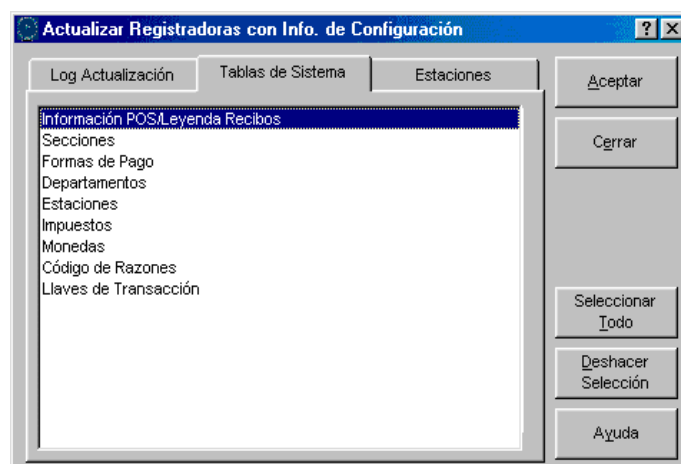 Actualizar Registradoras con Info. de Configuración
Log Actualización
Tablas de Sistema
Estaciones
Información POS/Leyenda Recibos
Secciones
Formas de Pago
Departamentos
Estaciones
Impuestos
Monedas
Código de Razones
Llaves de Transacción
Aceptar
Cerrar
Seleccionar
Todo
Deshacer
Selección
Ayuda